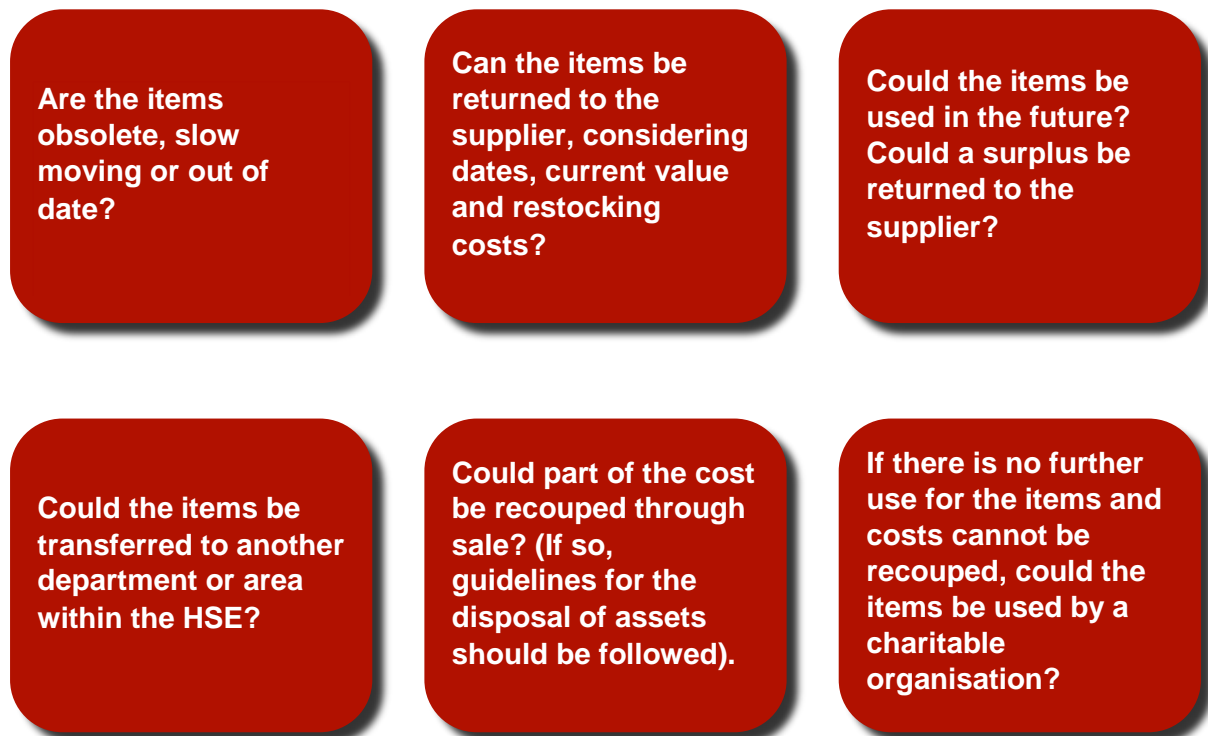 Are the items
obsolete, slow
moving or out of
date?
Can the items be
returned to the
supplier, considering
dates, current value
and restocking
costs?
Could the items be
used in the future?
Could a surplus be
returned to the
supplier?
Could the items be
transferred to another
department or area
within the HSE?
Could part of the cost
be recouped through
sale? (If so,
guidelines for the
disposal of assets
should be followed).
If there is no further
use for the items and
costs cannot be
recouped, could the
items be used by a
charitable
organisation?